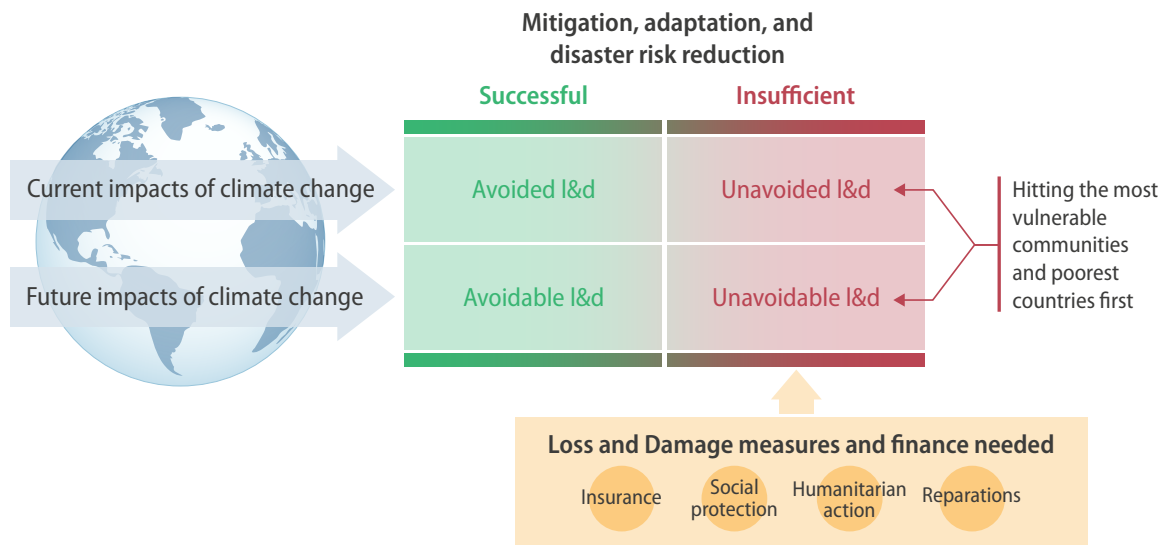 Mitigation, adaptation, and
disaster risk reduction
Successful
Insufficient
Current impacts of climate change
Avoided l&d
Unavoided l&d
Future impacts of climate change
Avoidable l&d
Unavoidable l&d
Hitting the most
vulnerable
communities
and poorest
countries first
Loss and Damage measures and finance needed
Insurance
Social
protection
Humanitarian
action
Reparations